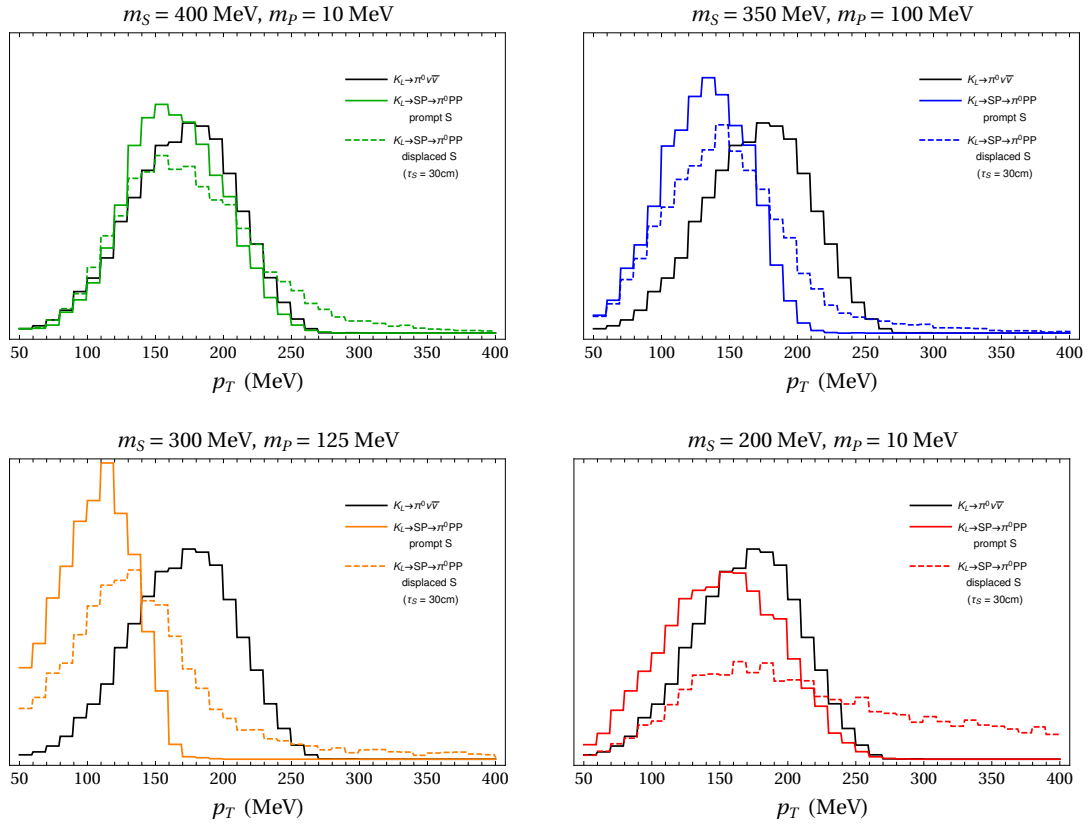 m_S = 400 MeV, m_P = 10 MeV
K_L→π⁰νν̅
K_L→SP→π⁰PP
prompt S
K_L→SP→π⁰PP
displaced S
(τ_S = 30cm)
50 100 150 200 250 300 350 400
p_T (MeV)
m_S = 350 MeV, m_P = 100 MeV
K_L→π⁰νν̅
K_L→SP→π⁰PP
prompt S
K_L→SP→π⁰PP
displaced S
(τ_S = 30cm)
50 100 150 200 250 300 350 400
p_T (MeV)
m_S = 300 MeV, m_P = 125 MeV
K_L→π⁰νν̅
K_L→SP→π⁰PP
prompt S
K_L→SP→π⁰PP
displaced S
(τ_S = 30cm)
50 100 150 200 250 300 350 400
p_T (MeV)
m_S = 200 MeV, m_P = 10 MeV
K_L→π⁰νν̅
K_L→SP→π⁰PP
prompt S
K_L→SP→π⁰PP
displaced S
(τ_S = 30cm)
50 100 150 200 250 300 350 400
p_T (MeV)